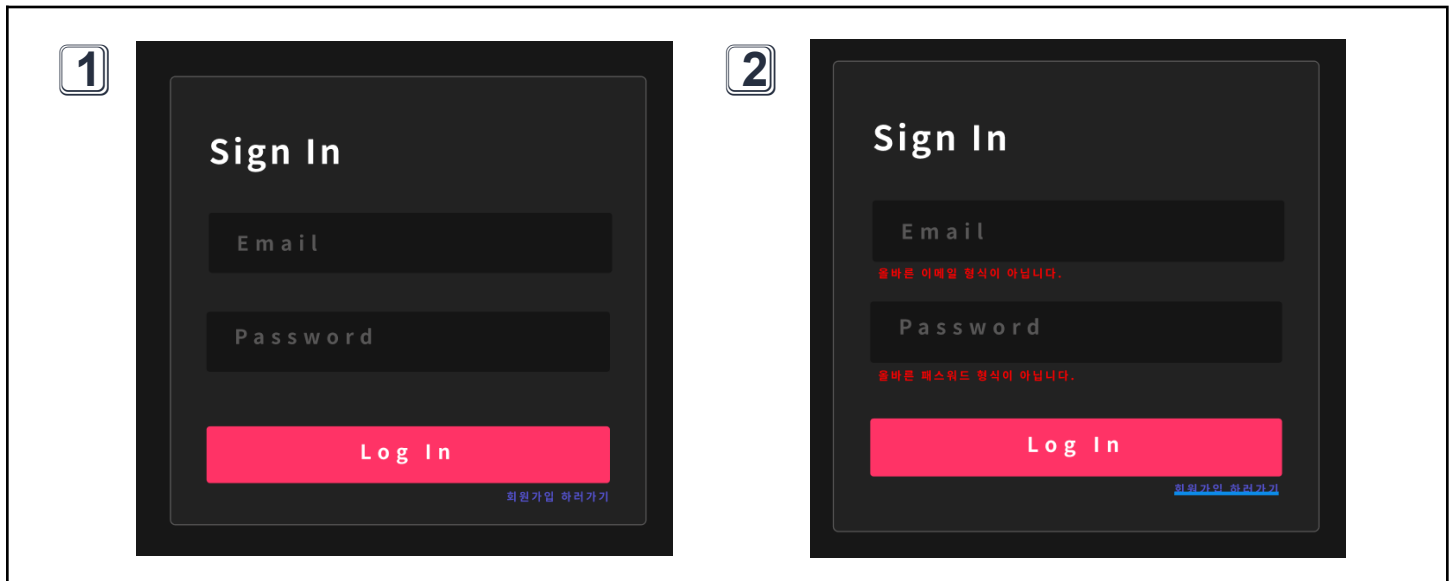 1
Sign In
Email
Password
Log In
회원가입 하러가기
2
Sign In
Email
올바른 이메일 형식이 아닙니다.
Password
올바른 패스워드 형식이 아닙니다.
Log In
회원가입 하러가기